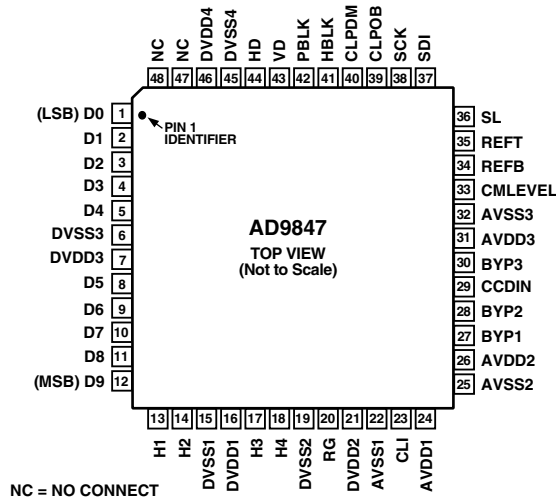 NC
NC
DVDD4
DVSS4
HD
VD
PBLK
HBLK
CLPDM
CLPOB
SCK
SDI
48 47 46 45 44 43 42 41 40 39 38 37
(LSB) D0 1
D1 2
D2 3
D3 4
D4 5
DVSS3 6
DVDD3 7
D5 8
D6 9
D7 10
D8 11
(MSB) D9 12
PIN 1
IDENTIFIER
AD9847
TOP VIEW
(Not to Scale)
36 SL
35 REFT
34 REFB
33 CMLEVEL
32 AVSS3
31 AVDD3
30 BYP3
29 CCDIN
28 BYP2
27 BYP1
26 AVDD2
25 AVSS2
13 14 15 16 17 18 19 20 21 22 23 24
H1
H2
DVSS1
DVDD1
H3
H4
DVSS2
RG
DVDD2
AVSS1
CLI
AVDD1
NC = NO CONNECT